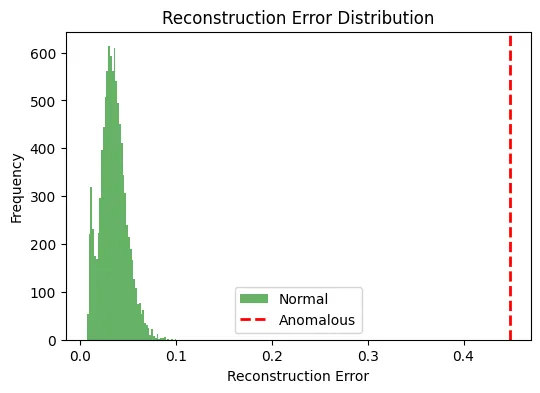 Reconstruction Error Distribution
Frequency
600
500
400
300
200
100
0
Normal
Anomalous
0.0 0.1 0.2 0.3 0.4
Reconstruction Error